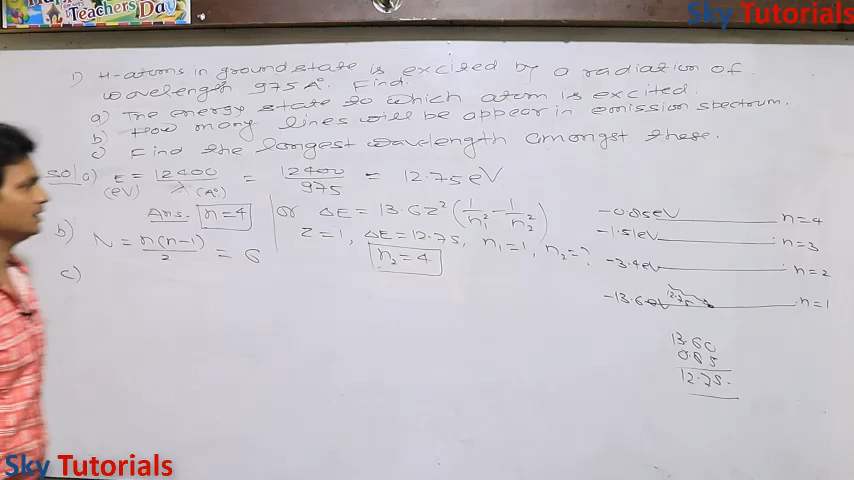 Teachers Day
Sky Tutorials
1) H-atoms in ground state is excited by a radiation of
wavelength 975 A°. Find.
a) The energy state to which atom is excited.
b) How many lines will be appear in emission spectrum.
c) Find the longest wavelength amongst these.
Sol a) E = 12400 / λ = 12400 / 975 = 12.75 eV
(eV) (A°)
Ans. n=4
or ΔE = 13.6 z² (1/n₁² - 1/n₂²)
z=1, ΔE=12.75, n₁=1, n₂=?
n₂=4
b) N = n(n-1)/2 = 6
c)
-0.85eV n=4
-1.51eV n=3
-3.4eV n=2
-13.6eV 12.75 n=1
13.60
0.85
12.75
Sky Tutorials